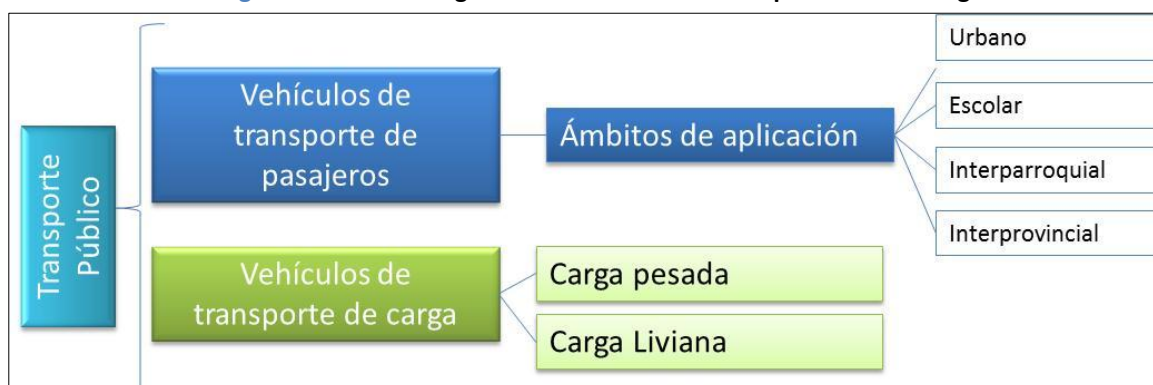 Transporte
Público
Vehículos de
transporte de
pasajeros
Ámbitos de aplicación
Urbano
Escolar
Interparroquial
Interprovincial
Vehículos de
transporte de carga
Carga pesada
Carga Liviana